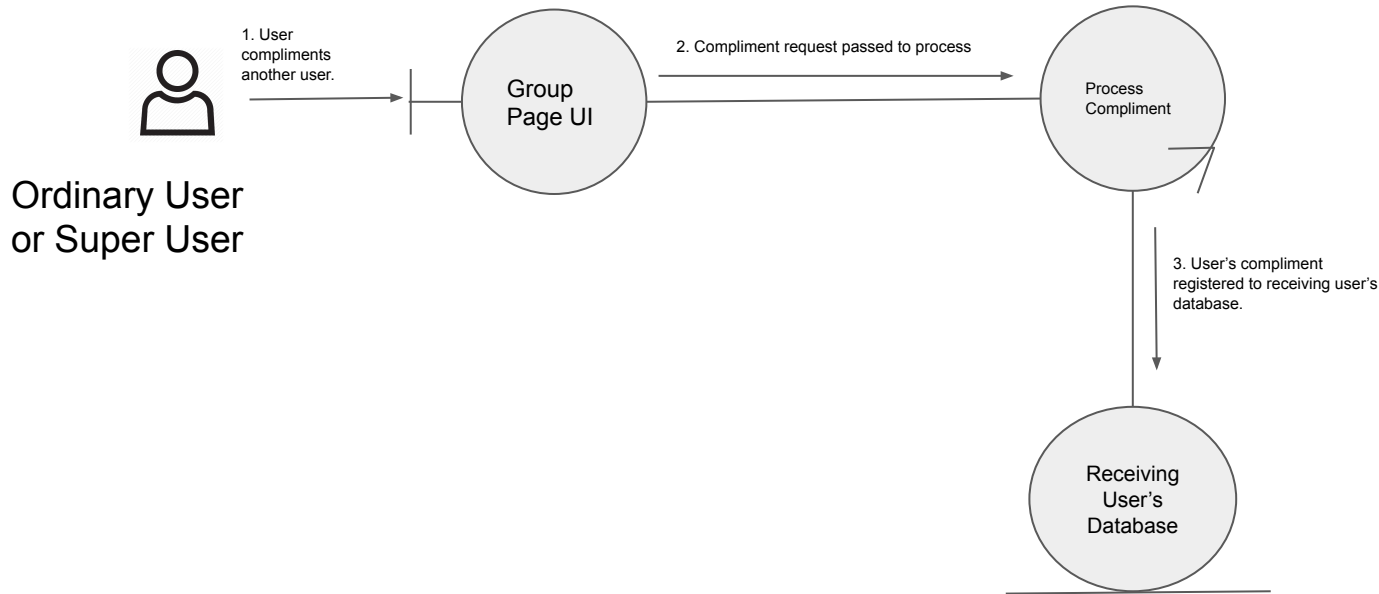 1. User
compliments
another user.
2. Compliment request passed to process
Group
Page UI
Process
Compliment
Ordinary User
or Super User
3. User’s compliment
registered to receiving user’s
database.
Receiving
User’s
Database